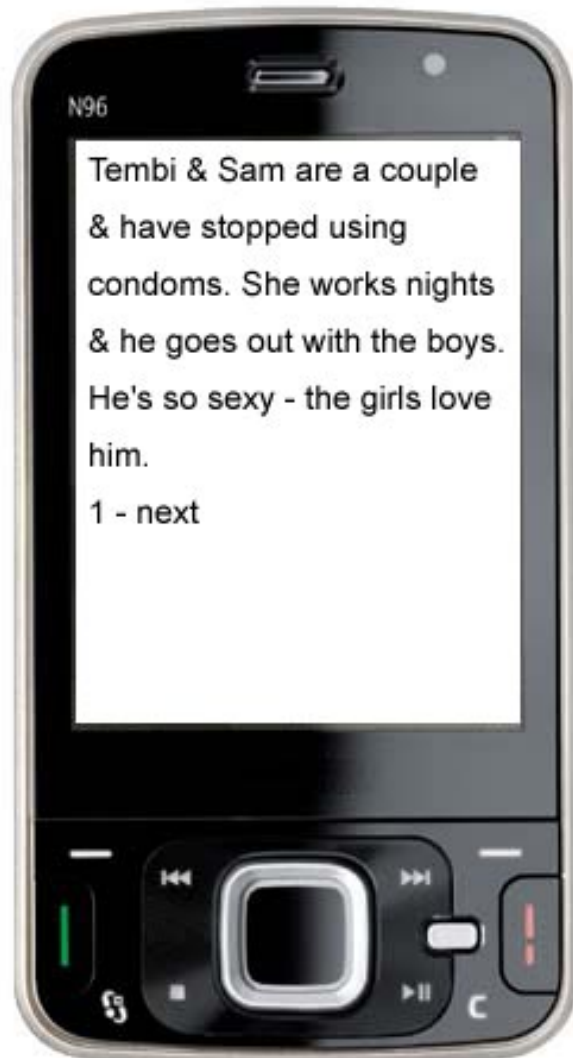 N96
Tembi & Sam are a couple
& have stopped using
condoms. She works nights
& he goes out with the boys.
He's so sexy - the girls love
him.
1 - next
C